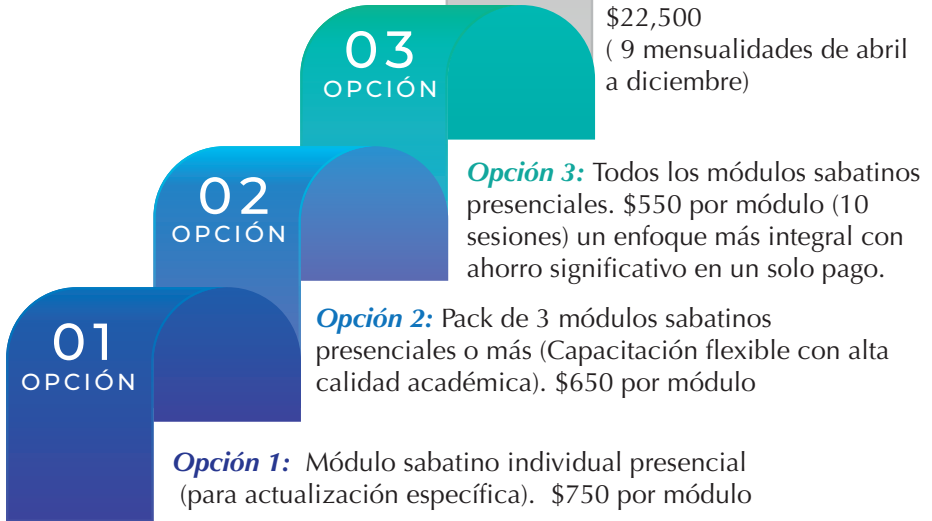 $22,500
( 9 mensualidades de abril
a diciembre)
03
OPCIÓN
Opción 3: Todos los módulos sabatinos
presenciales. $550 por módulo (10
sesiones) un enfoque más integral con
ahorro significativo en un solo pago.
02
OPCIÓN
Opción 2: Pack de 3 módulos sabatinos
presenciales o más (Capacitación flexible con alta
calidad académica). $650 por módulo
01
OPCIÓN
Opción 1: Módulo sabatino individual presencial
(para actualización específica). $750 por módulo